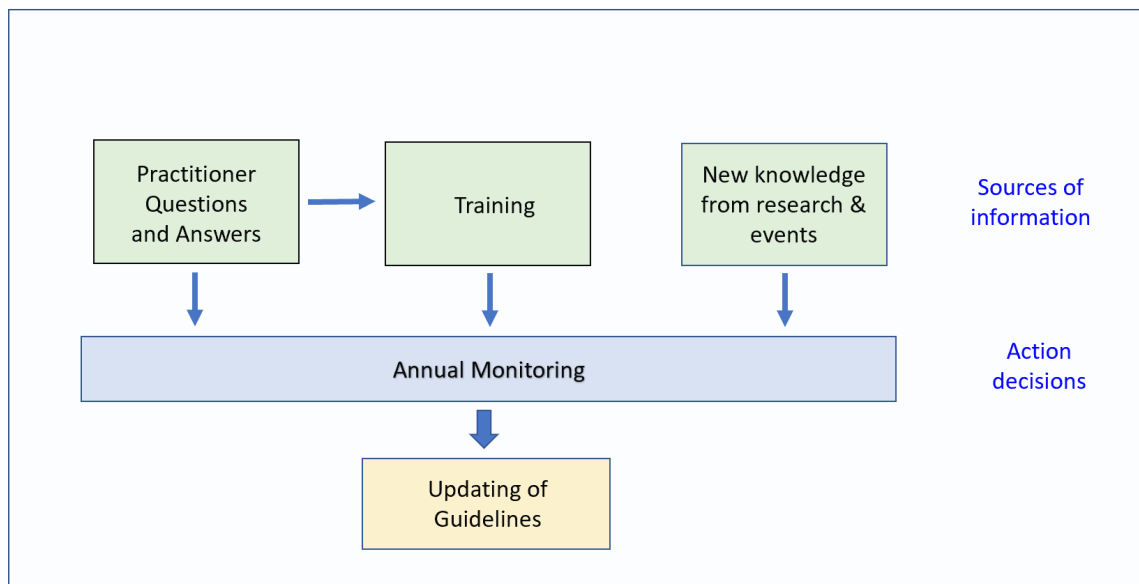 Practitioner
Questions
and Answers
Training
New knowledge
from research &
events
Sources of
information
Annual Monitoring
Action
decisions
Updating of
Guidelines